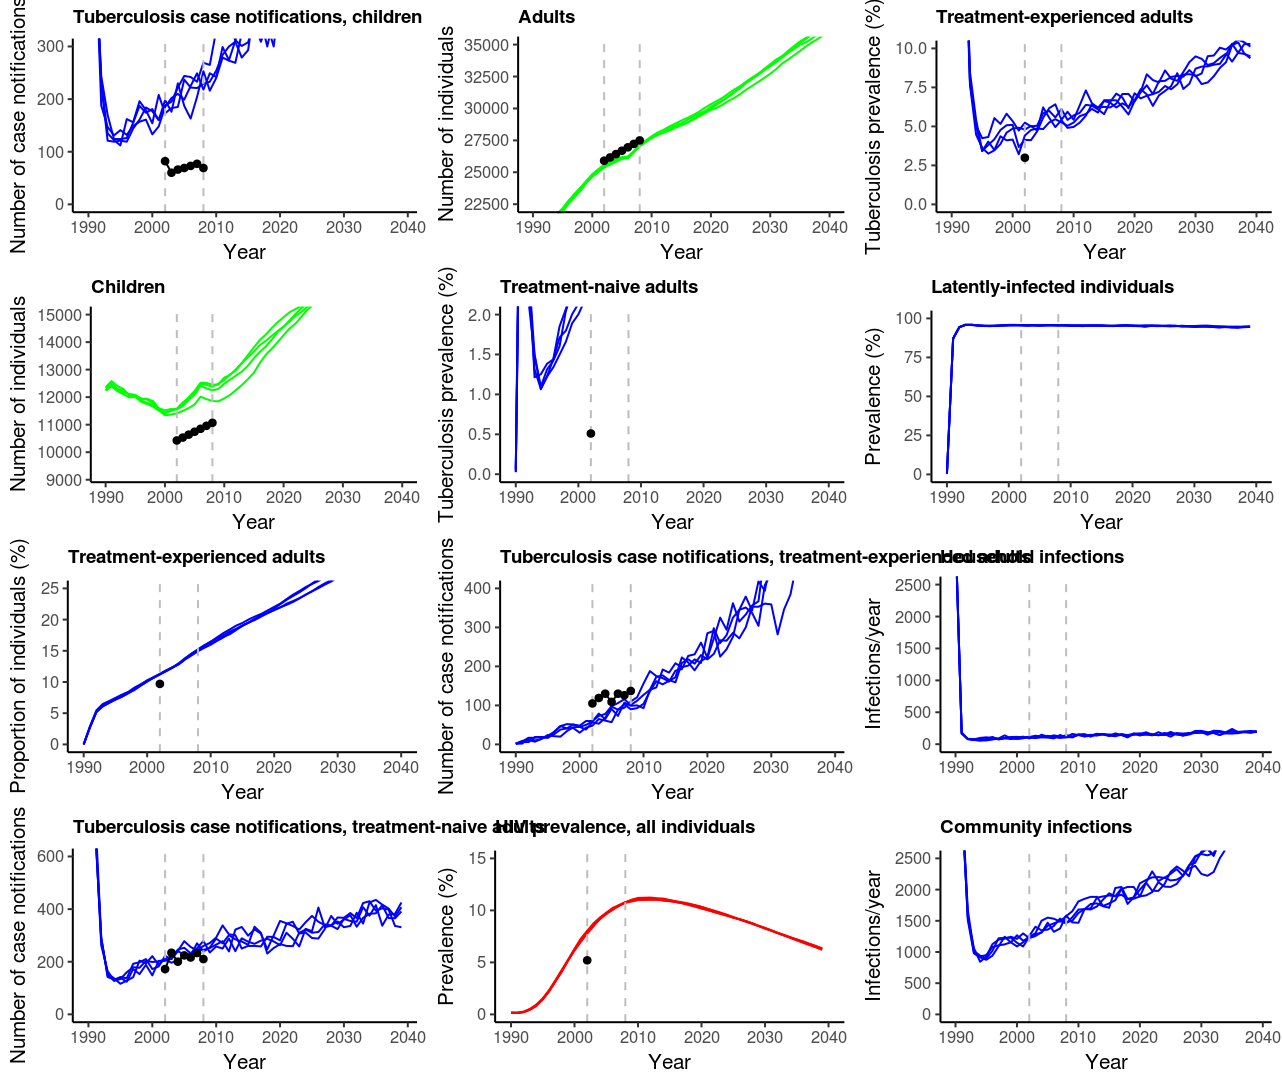 Tuberculosis case notifications, children
Number of case notifications
300
200
100
0
1990 2000 2010 2020 2030 2040
Year
Adults
Number of individuals
35000
32500
30000
27500
25000
22500
1990 2000 2010 2020 2030 2040
Year
Treatment-experienced adults
Tuberculosis prevalence (%)
10.0
7.5
5.0
2.5
0.0
1990 2000 2010 2020 2030 2040
Year
Children
Number of individuals
15000
14000
13000
12000
11000
10000
9000
1990 2000 2010 2020 2030 2040
Year
Treatment-naive adults
Tuberculosis prevalence (%)
2.0
1.5
1.0
0.5
0.0
1990 2000 2010 2020 2030 2040
Year
Latently-infected individuals
Prevalence (%)
100
75
50
25
0
1990 2000 2010 2020 2030 2040
Year
Treatment-experienced adults
Proportion of individuals (%)
25
20
15
10
5
0
1990 2000 2010 2020 2030 2040
Year
Tuberculosis case notifications, treatment-experienced adults
Number of case notifications
400
300
200
100
0
1990 2000 2010 2020 2030 2040
Year
Household infections
Infections/year
2500
2000
1500
1000
500
0
1990 2000 2010 2020 2030 2040
Year
Tuberculosis case notifications, treatment-naive adults
Number of case notifications
600
400
200
0
1990 2000 2010 2020 2030 2040
Year
HIV prevalence, all individuals
Prevalence (%)
15
10
5
0
1990 2000 2010 2020 2030 2040
Year
Community infections
Infections/year
2500
2000
1500
1000
500
0
1990 2000 2010 2020 2030 2040
Year